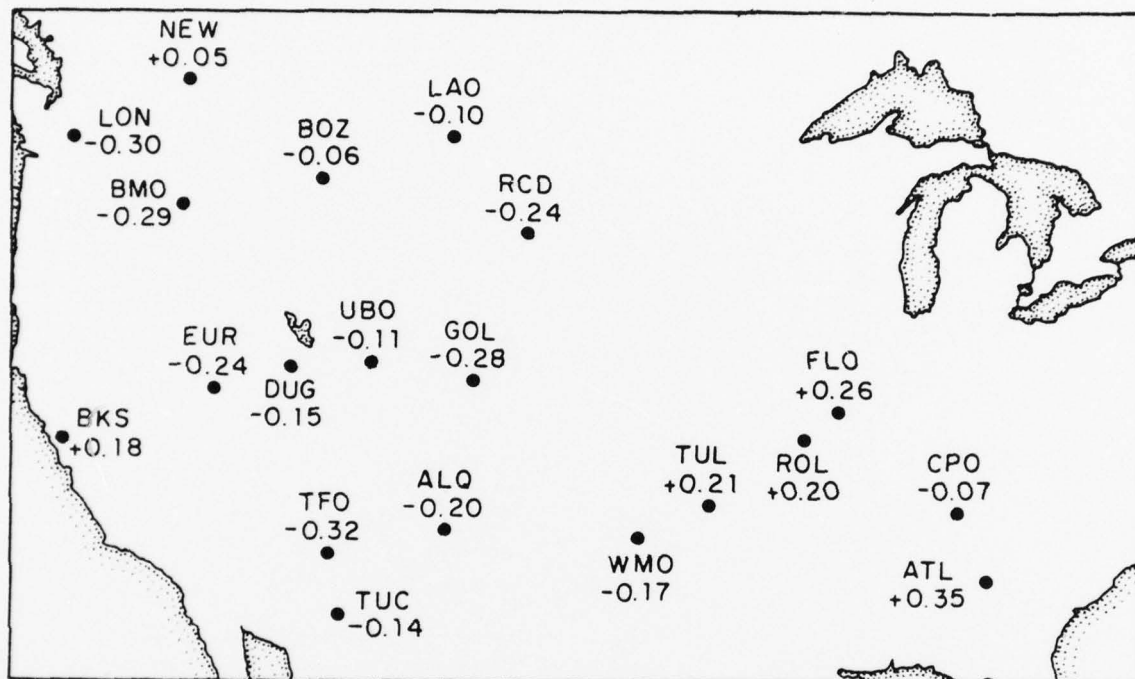 NEW
+0.05
LON
-0.30
BOZ
-0.06
LAO
-0.10
BMO
-0.29
RCD
-0.24
EUR
-0.24
DUG
-0.15
UBO
-0.11
GOL
-0.28
FLO
+0.26
BKS
+0.18
TFO
-0.32
ALQ
-0.20
TUL
+0.21
ROL
+0.20
CPO
-0.07
WMO
-0.17
ATL
+0.35
TUC
-0.14